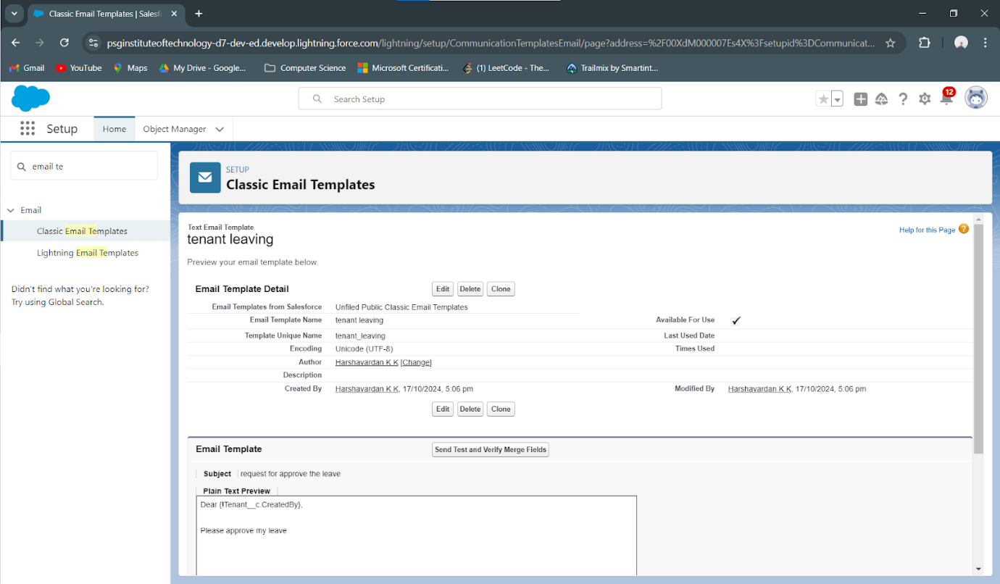 Classic Email Templates | Salesf
psginstituteoftechnology-d7-dev-ed.develop.lightning.force.com/lightning/setup/CommunicationTemplatesEmail/page?address=%2F00XdM000007Es4X%3Fsetupid%3DCommunicat...
Gmail YouTube Maps My Drive - Google... Computer Science Microsoft Certificati... (1) LeetCode - The... Trailmix by Smartint...
Search Setup
12
Setup Home Object Manager
email te
SETUP
Classic Email Templates
Email
Classic Email Templates
Lightning Email Templates
Didn't find what you're looking for?
Try using Global Search.
Text Email Template
tenant leaving
Help for this Page ?
Preview your email template below.
Email Template Detail Edit Delete Clone
Email Templates from Salesforce Unfiled Public Classic Email Templates
Email Template Name tenant leaving Available For Use ✓
Template Unique Name tenant_leaving Last Used Date
Encoding Unicode (UTF-8) Times Used
Author Harshavardan K K [Change]
Description
Created By Harshavardan K K, 17/10/2024, 5:06 pm Modified By Harshavardan K K, 17/10/2024, 5:06 pm
Edit Delete Clone
Email Template Send Test and Verify Merge Fields
Subject request for approve the leave
Plain Text Preview
Dear {!Tenant__c.CreatedBy},
Please approve my leave